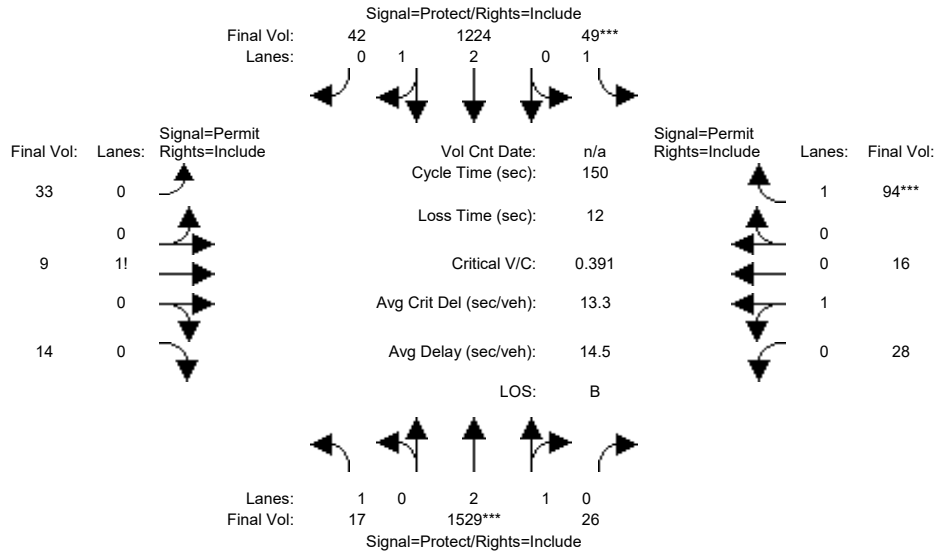 Signal=Protect/Rights=Include
Final Vol: 42 1224 49***
Lanes: 0 1 2 0 1
Signal=Permit Signal=Permit
Final Vol: Lanes: Rights=Include Vol Cnt Date: n/a Rights=Include Lanes: Final Vol:
Cycle Time (sec): 150
33 0 1 94***
Loss Time (sec): 12
0 0
9 1! Critical V/C: 0.391 0 16
0 Avg Crit Del (sec/veh): 13.3 1
14 0 Avg Delay (sec/veh): 14.5 0 28
LOS: B
Lanes: 1 0 2 1 0
Final Vol: 17 1529*** 26
Signal=Protect/Rights=Include